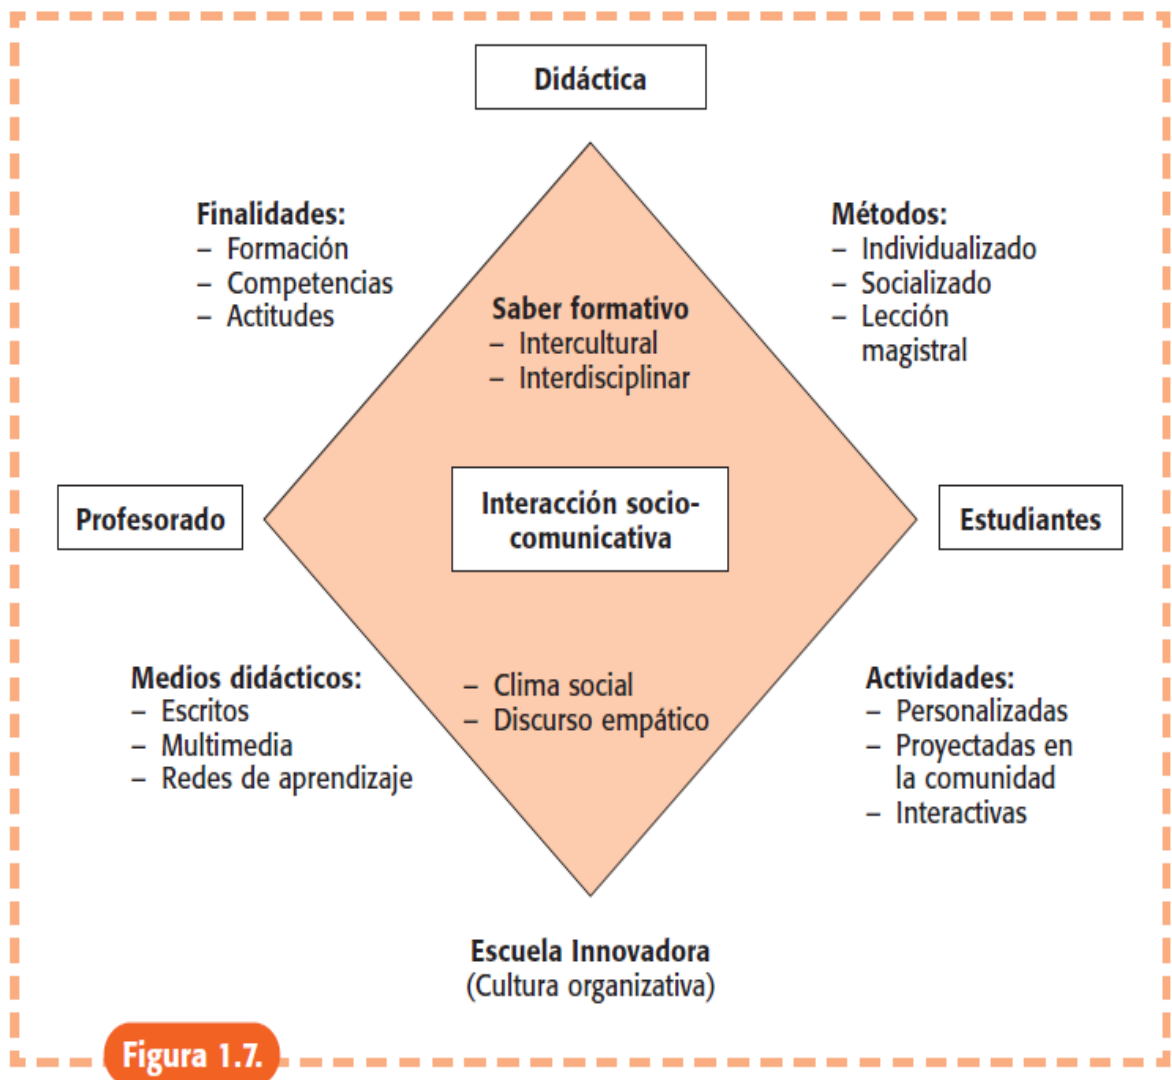 Didáctica
Finalidades:
– Formación
– Competencias
– Actitudes
Métodos:
– Individualizado
– Socializado
– Lección
magistral
Saber formativo
– Intercultural
– Interdisciplinar
Profesorado
Interacción socio-
comunicativa
Estudiantes
Medios didácticos:
– Escritos
– Multimedia
– Redes de aprendizaje
– Clima social
– Discurso empático
Actividades:
– Personalizadas
– Proyectadas en
la comunidad
– Interactivas
Escuela Innovadora
(Cultura organizativa)
Figura 1.7.